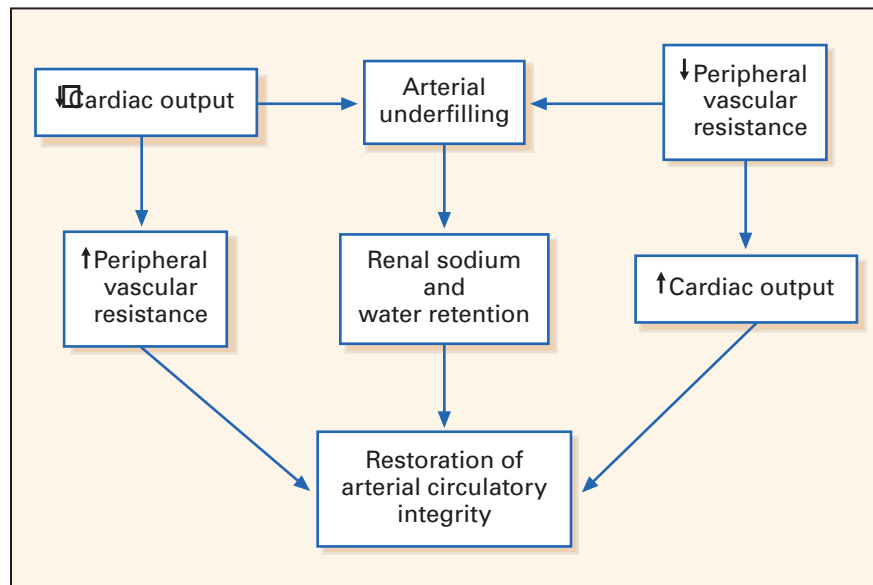 ↓Cardiac output
Arterial
underfilling
↓Peripheral
vascular
resistance
↑Peripheral
vascular
resistance
Renal sodium
and
water retention
↑Cardiac output
Restoration of
arterial circulatory
integrity